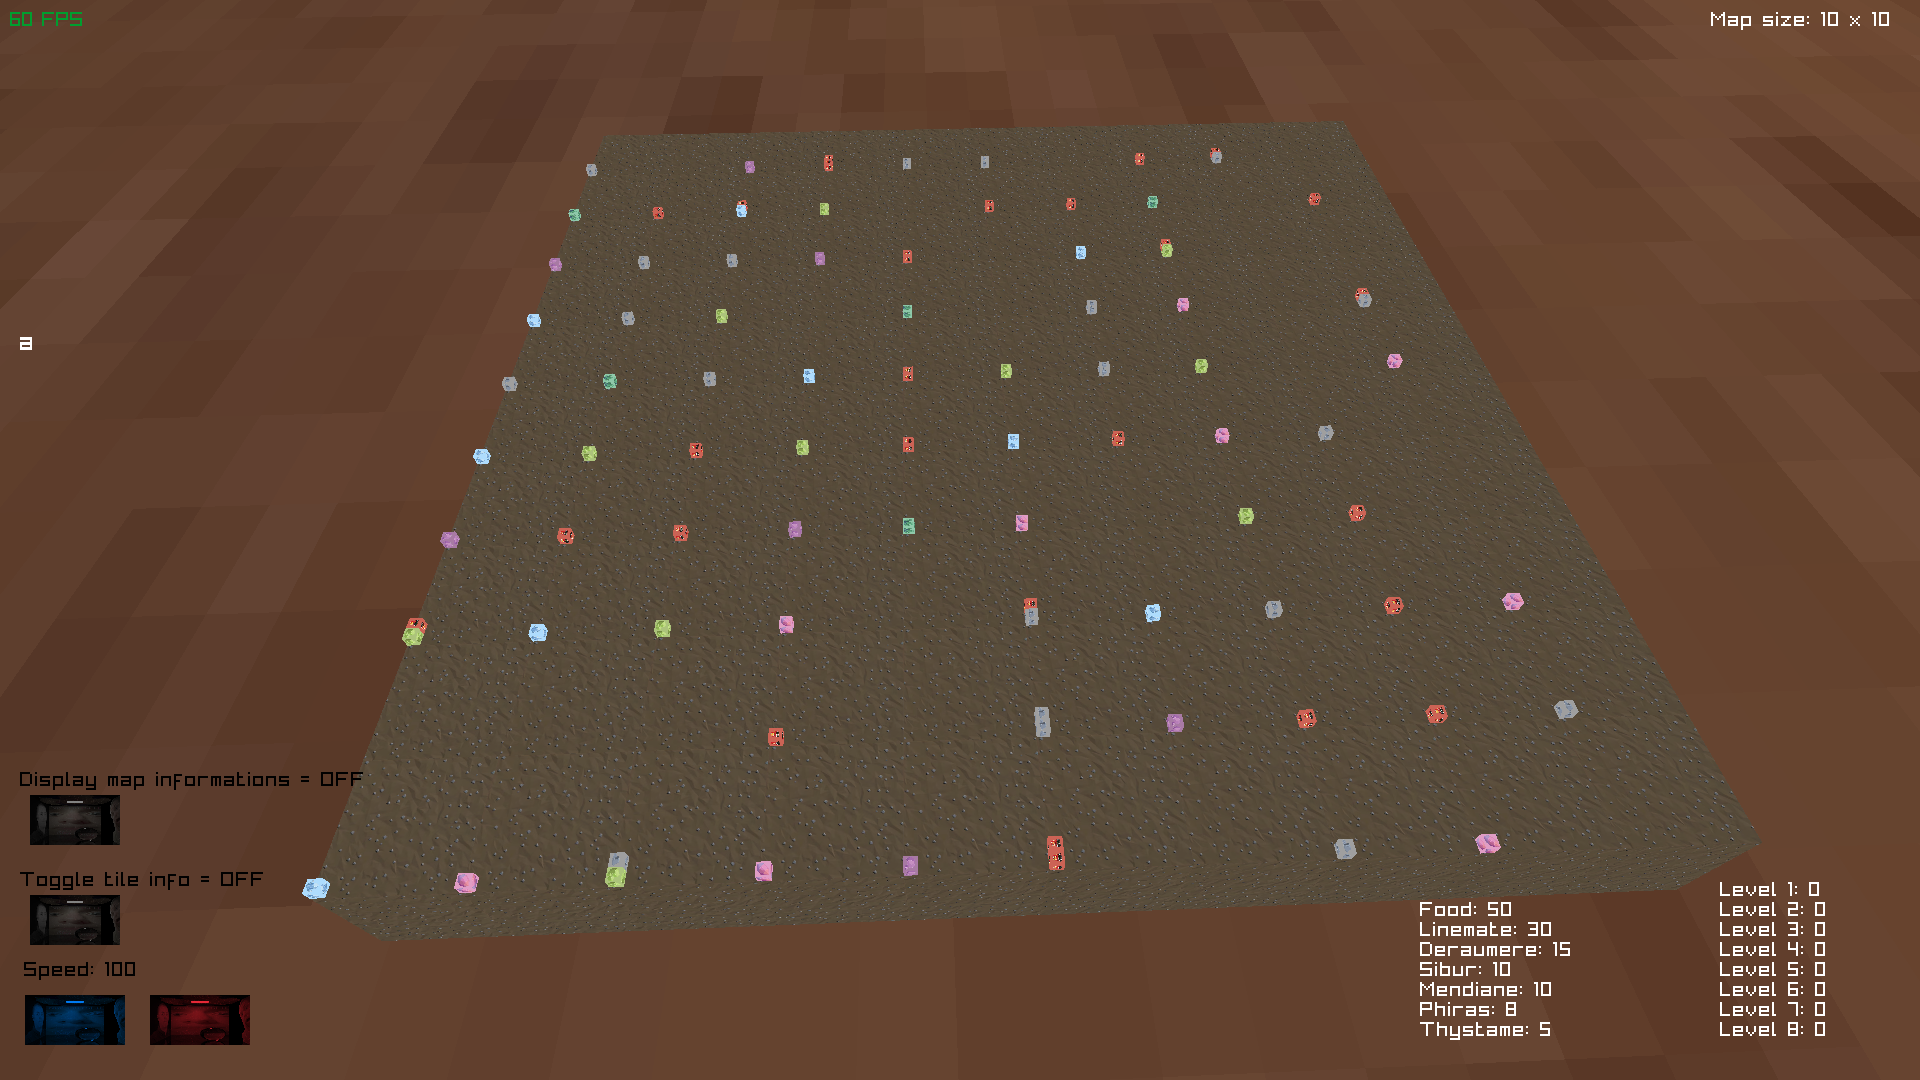 60 FPS
Map size: 10 x 10
a
Display map informations = OFF
Toggle tile info = OFF
Speed: 100
Food: 50
Linemate: 30
Deraumere: 15
Sibur: 10
Mendiane: 10
Phiras: 8
Thystame: 5
Level 1: 0
Level 2: 0
Level 3: 0
Level 4: 0
Level 5: 0
Level 6: 0
Level 7: 0
Level 8: 0